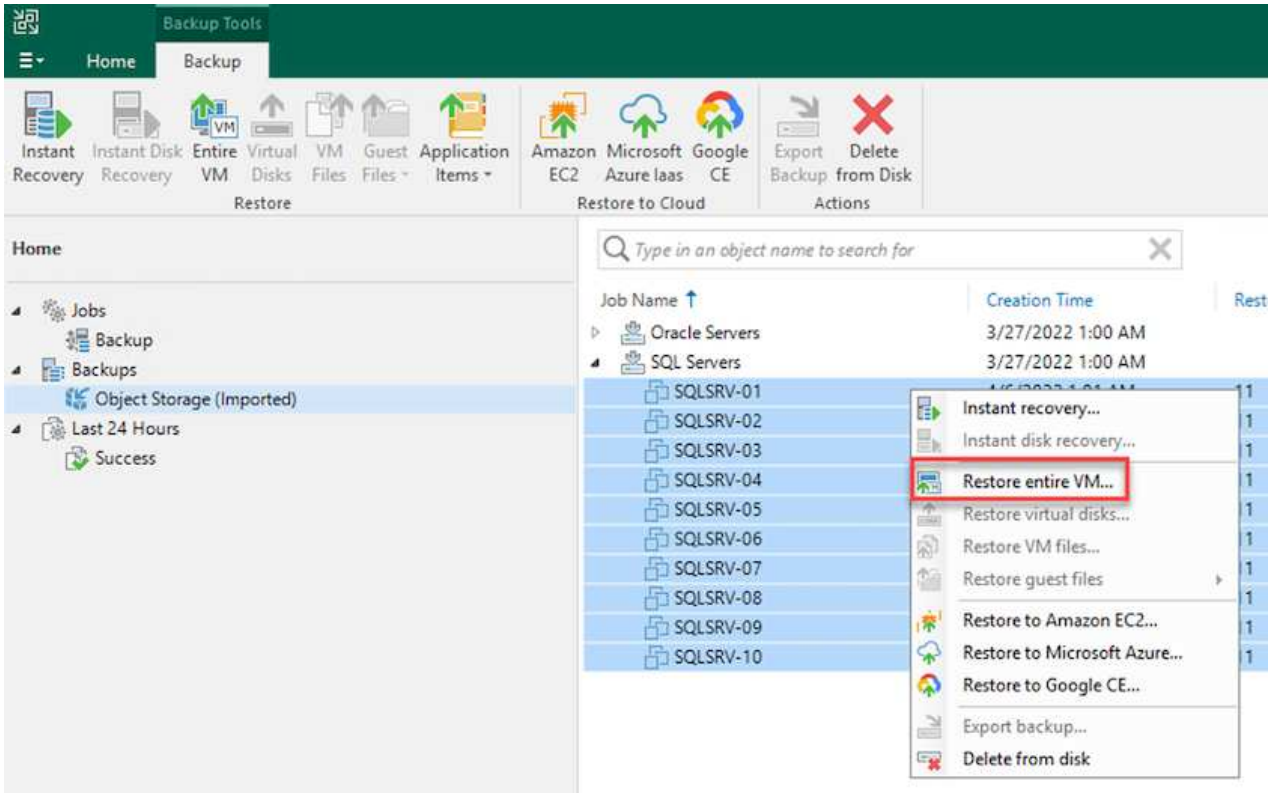 Backup Tools
Home
Backup
Instant Recovery
Instant Disk Recovery
Entire VM
VM
Virtual Disks
VM Files
Guest Files
Application Items
Restore
Amazon EC2
Microsoft Azure Iaas
Google CE
Restore to Cloud
Export Backup
Delete from Disk
Actions
Home
Jobs
Backup
Backups
Object Storage (Imported)
Last 24 Hours
Success
Type in an object name to search for
Job Name Creation Time Rest
Oracle Servers 3/27/2022 1:00 AM
SQL Servers 3/27/2022 1:00 AM
SQLSRV-01 11
SQLSRV-02
SQLSRV-03
SQLSRV-04
SQLSRV-05
SQLSRV-06
SQLSRV-07
SQLSRV-08
SQLSRV-09
SQLSRV-10
Instant recovery...
Instant disk recovery...
Restore entire VM...
Restore virtual disks...
Restore VM files...
Restore guest files
Restore to Amazon EC2...
Restore to Microsoft Azure...
Restore to Google CE...
Export backup...
Delete from disk